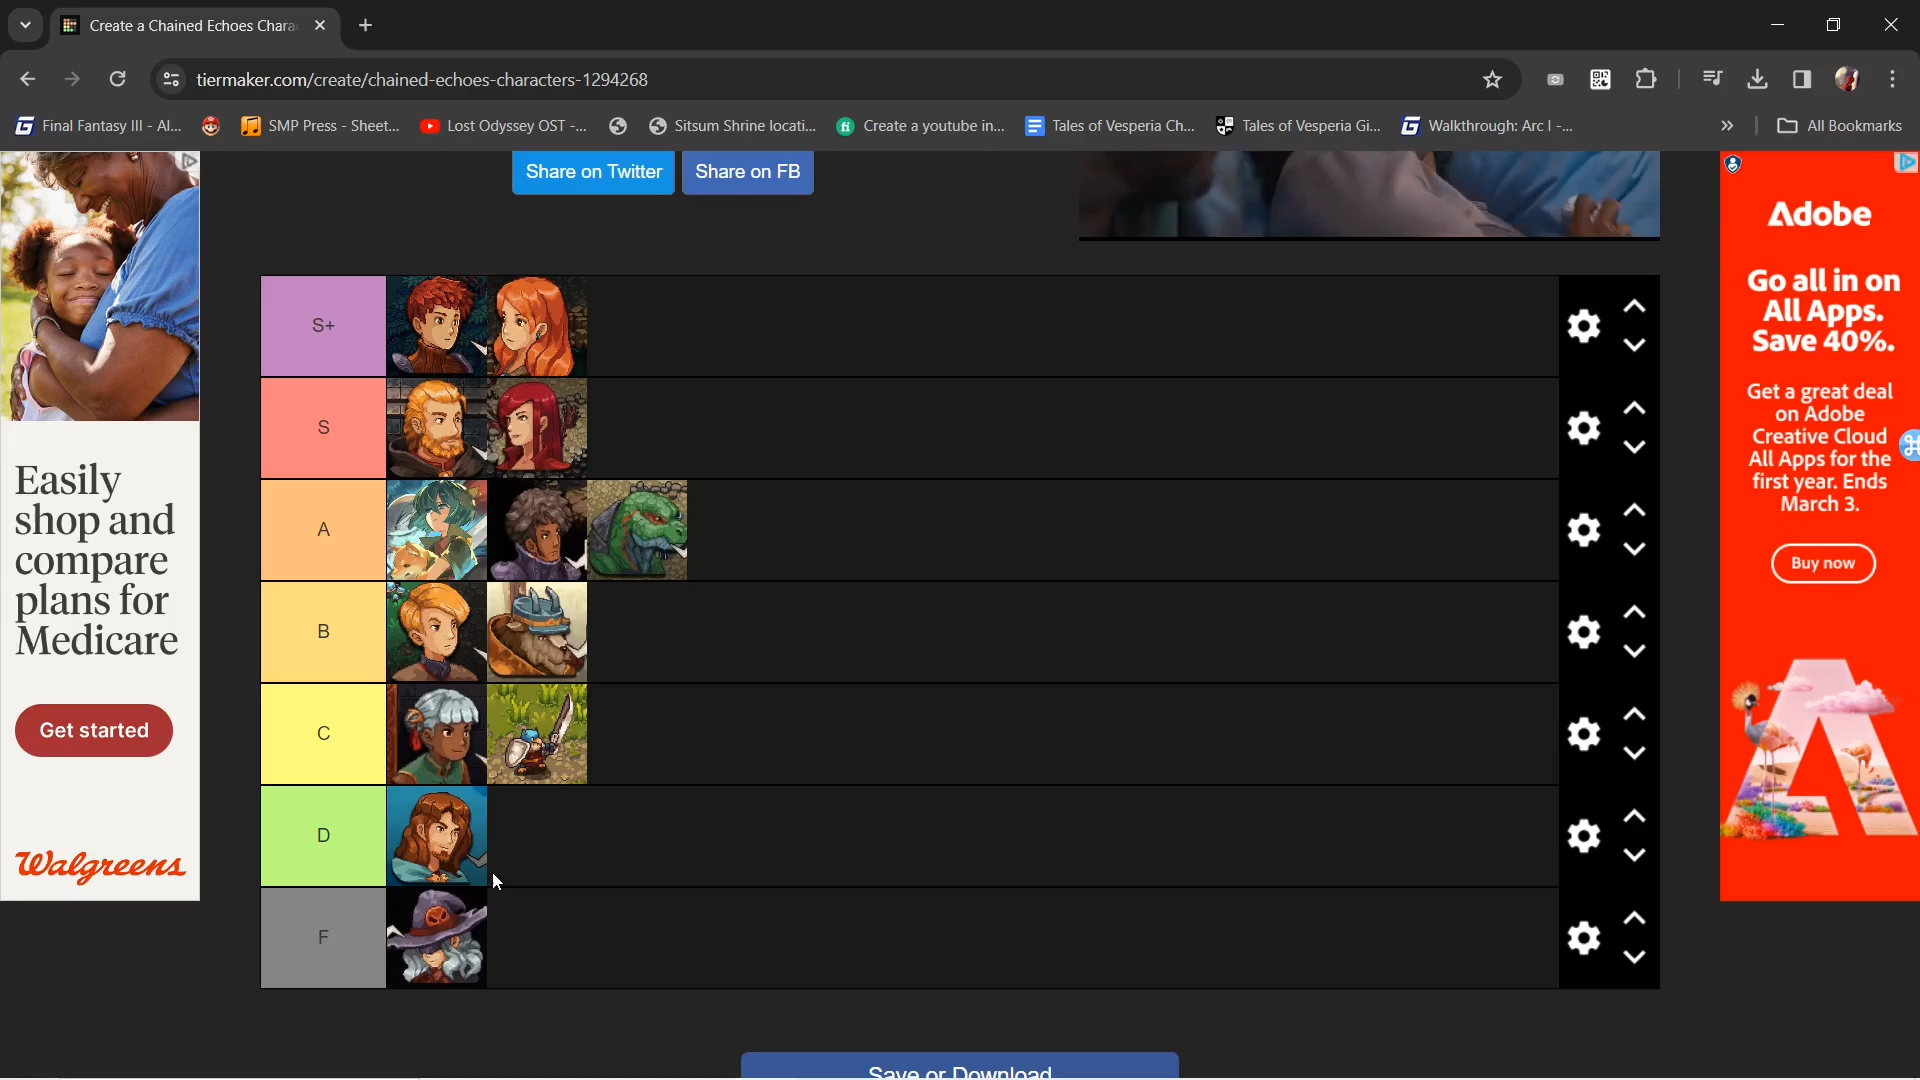 Create a Chained Echoes Chara
tiermaker.com/create/chained-echoes-characters-1294268
Final Fantasy III - Al...
SMP Press - Sheet...
Lost Odyssey OST -...
Sitsum Shrine locati...
Create a youtube in...
Tales of Vesperia Ch...
Tales of Vesperia Gi...
Walkthrough: Arc I -...
All Bookmarks
Share on Twitter
Share on FB
S+
S
A
B
C
D
F
Save or Download
Easily
shop and
compare
plans for
Medicare
Get started
Walgreens
Adobe
Go all in on
All Apps.
Save 40%.
Get a great deal
on Adobe
Creative Cloud
All Apps for the
first year. Ends
March 3.
Buy now